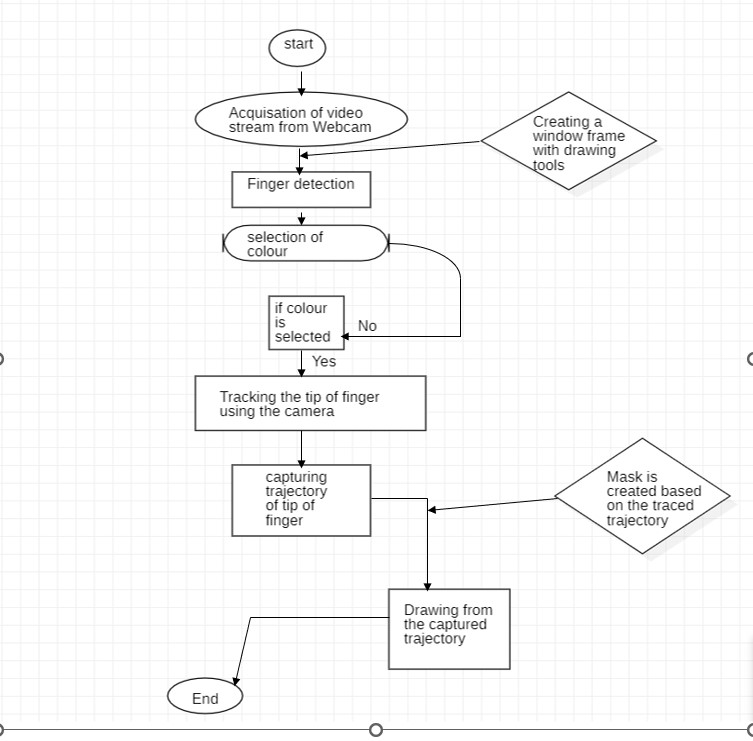 start
Acquisation of video
stream from Webcam
Creating a
window frame
with drawing
tools
Finger detection
selection of
colour
if colour
is
selected
No
Yes
Tracking the tip of finger
using the camera
capturing
trajectory
of tip of
finger
Mask is
created based
on the traced
trajectory
Drawing from
the captured
trajectory
End